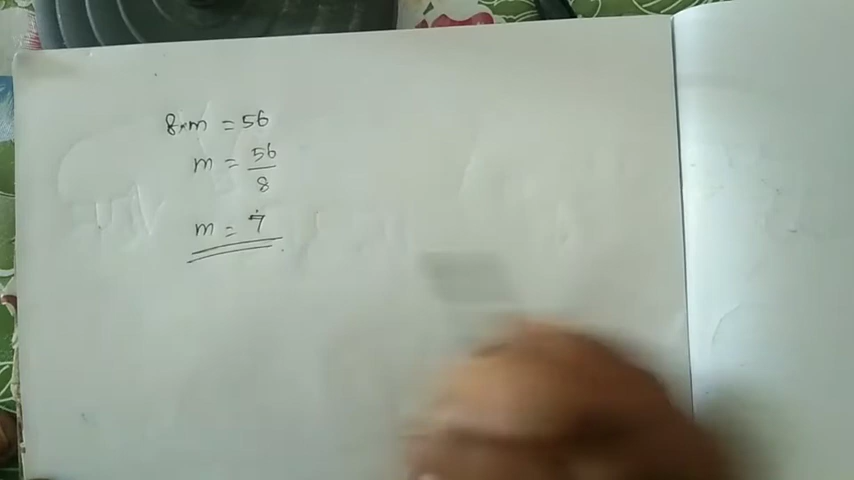 8×m = 56
m = 56/8
m = 7